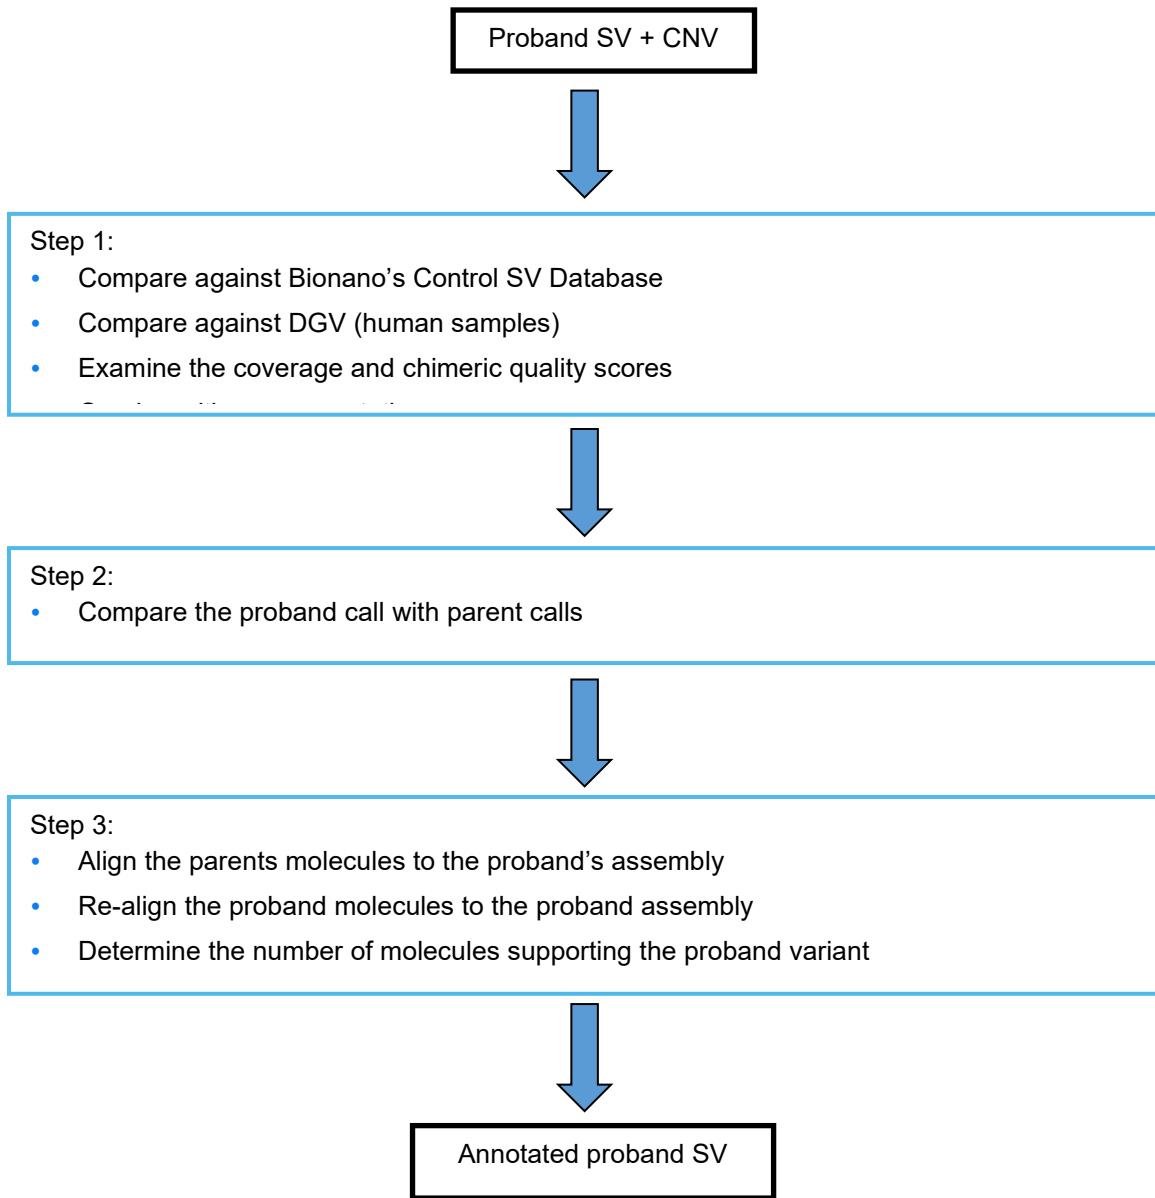 Proband SV + CNV
Step 1:
• Compare against Bionano’s Control SV Database
• Compare against DGV (human samples)
• Examine the coverage and chimeric quality scores
Step 2:
• Compare the proband call with parent calls
Step 3:
• Align the parents molecules to the proband’s assembly
• Re-align the proband molecules to the proband assembly
• Determine the number of molecules supporting the proband variant
Annotated proband SV